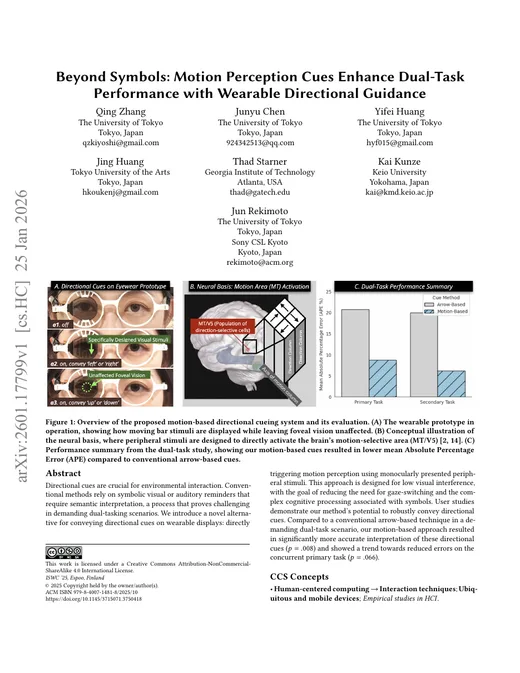 Beyond Symbols: Motion Perception Cues Enhance Dual-Task
Performance with Wearable Directional Guidance
Qing Zhang
The University of Tokyo
Tokyo, Japan
qzkiyoshi@gmail.com
Junyu Chen
The University of Tokyo
Tokyo, Japan
924342513@qq.com
Yifei Huang
The University of Tokyo
Tokyo, Japan
hyf015@gmail.com
Jing Huang
Tokyo University of the Arts
Tokyo, Japan
hkoukenj@gmail.com
Thad Starner
Georgia Institute of Technology
Atlanta, USA
thad@gatech.edu
Kai Kunze
Keio University
Yokohama, Japan
kai@kmd.keio.ac.jp
Jun Rekimoto
The University of Tokyo
Tokyo, Japan
Sony CSL Kyoto
Kyoto, Japan
rekimoto@acm.org
arXiv:2601.17799v1 [cs.HC] 25 Jan 2026
A. Directional Cues on Eyewear Prototype
a1. off
Specifically Designed Visual Stimuli
a2. on, convey 'left' or 'right'
Unaffected Foveal Vision
a3. on, convey 'up' or 'down'
B. Neural Basis: Motion Area (MT) Activation
MT/V5 (Population of
direction-selective cells)
C. Dual-Task Performance Summary
Cue Method
Arrow-Based
Motion-Based
Mean Absolute Percentage Error (APE %)
25
20
15
10
5
0
Primary Task
Secondary Task
Figure 1: Overview of the proposed motion-based directional cueing system and its evaluation. (A) The wearable prototype in
operation, showing how moving bar stimuli are displayed while leaving foveal vision unaffected. (B) Conceptual illustration of
the neural basis, where peripheral stimuli are designed to directly activate the brain's motion-selective area (MT/V5) [2, 14]. (C)
Performance summary from the dual-task study, showing our motion-based cues resulted in lower mean Absolute Percentage
Error (APE) compared to conventional arrow-based cues.
Abstract
Directional cues are crucial for environmental interaction. Conven-
tional methods rely on symbolic visual or auditory reminders that
require semantic interpretation, a process that proves challenging
in demanding dual-tasking scenarios. We introduce a novel alterna-
tive for conveying directional cues on wearable displays: directly
This work is licensed under a Creative Commons Attribution-NonCommercial-
ShareAlike 4.0 International License.
ISWC '25, Espoo, Finland
© 2025 Copyright held by the owner/author(s).
ACM ISBN 979-8-4007-1481-8/2025/10
https://doi.org/10.1145/3715071.3750418
triggering motion perception using monocularly presented periph-
eral stimuli. This approach is designed for low visual interference,
with the goal of reducing the need for gaze-switching and the com-
plex cognitive processing associated with symbols. User studies
demonstrate our method's potential to robustly convey directional
cues. Compared to a conventional arrow-based technique in a de-
manding dual-task scenario, our motion-based approach resulted
in significantly more accurate interpretation of these directional
cues (p = .008) and showed a trend towards reduced errors on the
concurrent primary task (p = .066).
CCS Concepts
• Human-centered computing → Interaction techniques; Ubiq-
uitous and mobile devices; Empirical studies in HCI.